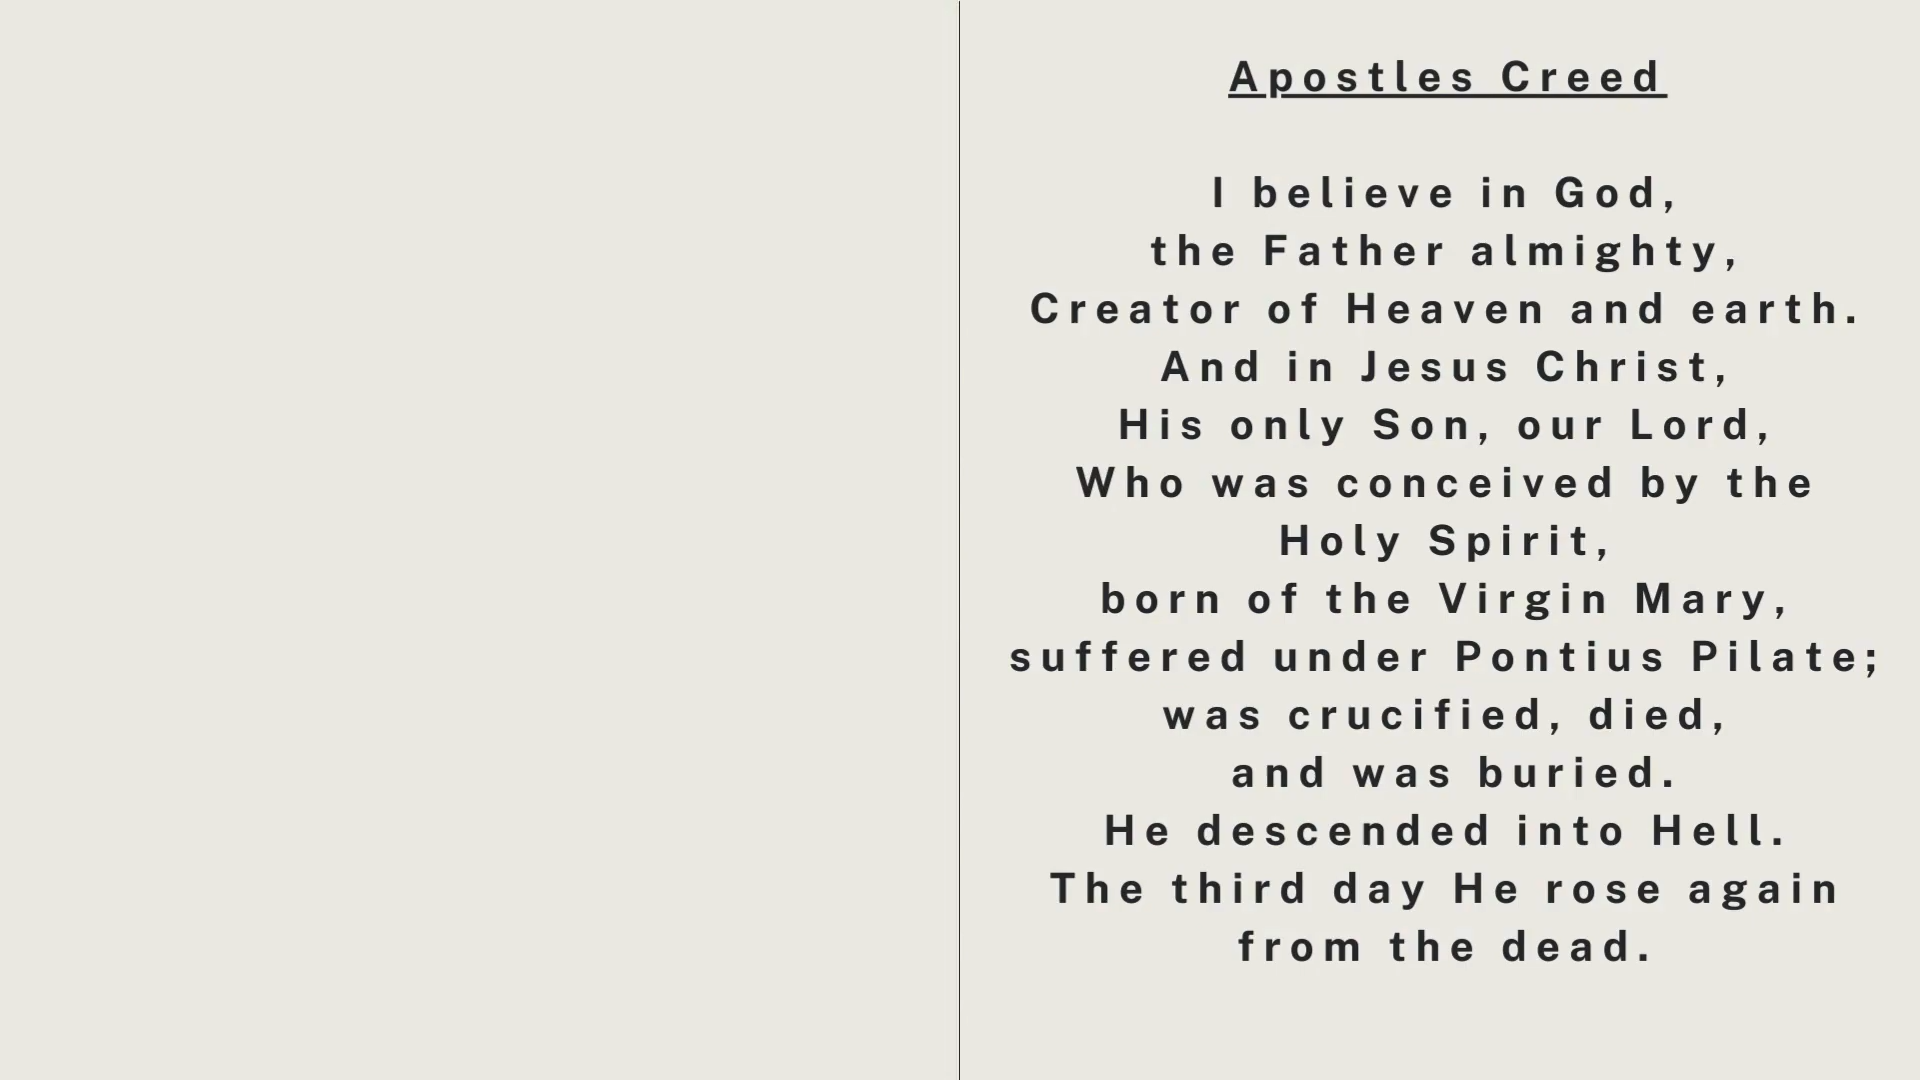 Apostles Creed
I believe in God,
the Father almighty,
Creator of Heaven and earth.
And in Jesus Christ,
His only Son, our Lord,
Who was conceived by the
Holy Spirit,
born of the Virgin Mary,
suffered under Pontius Pilate;
was crucified, died,
and was buried.
He descended into Hell.
The third day He rose again
from the dead.